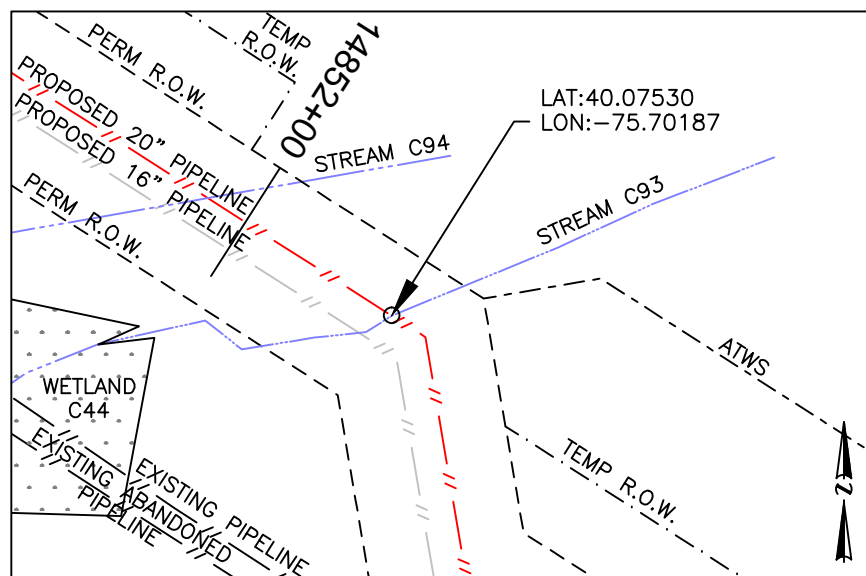 TEMP
R.O.W.
PERM R.O.W.
14852+00
PROPOSED 20" PIPELINE
PROPOSED 16" PIPELINE
LAT:40.07530
LON:-75.70187
STREAM C94
STREAM C93
PERM R.O.W.
WETLAND
C44
ATWS
TEMP R.O.W.
EXISTING PIPELINE
EXISTING ABANDONED
PIPELINE
N